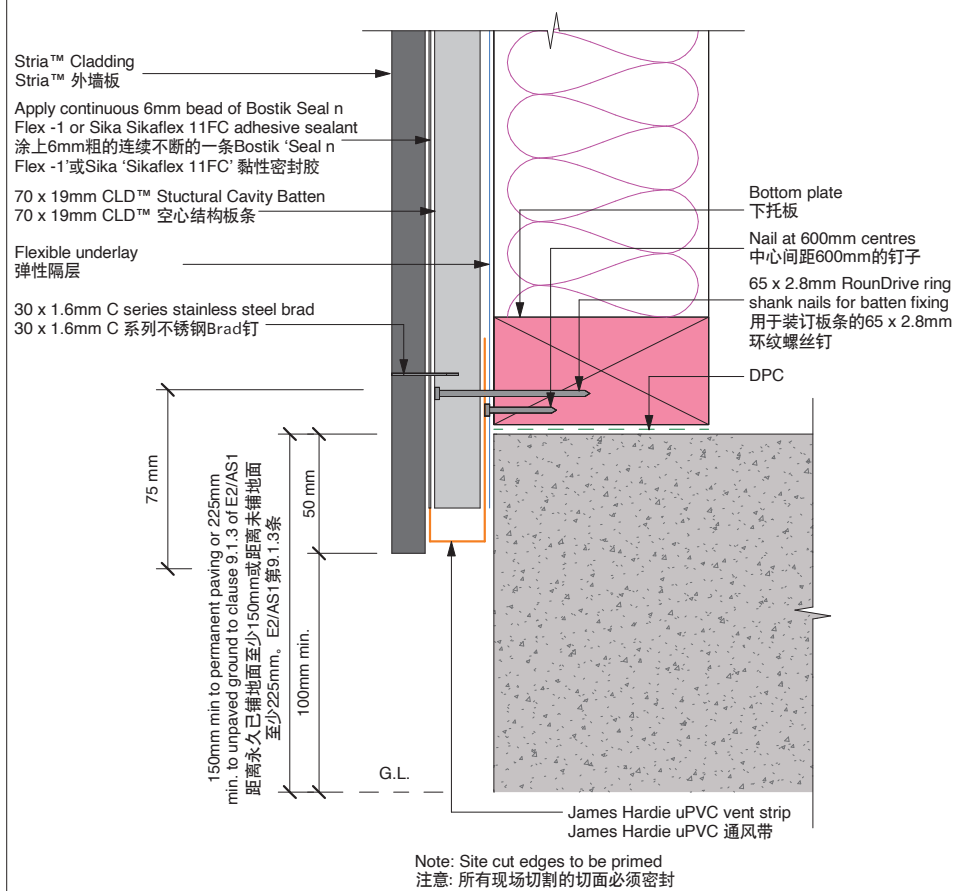 Stria™ Cladding
Stria™ 外墙板
Apply continuous 6mm bead of Bostik Seal n
Flex -1 or Sika Sikaflex 11FC adhesive sealant
涂上6mm粗的连续不断的一条Bostik ‘Seal n
Flex -1’或Sika ‘Sikaflex 11FC’ 黏性密封胶
70 x 19mm CLD™ Stuctural Cavity Batten
70 x 19mm CLD™ 空心结构板条
Flexible underlay
弹性隔层
30 x 1.6mm C series stainless steel brad
30 x 1.6mm C 系列不锈钢Brad钉
Bottom plate
下托板
Nail at 600mm centres
中心间距600mm的钉子
65 x 2.8mm RounDrive ring
shank nails for batten fixing
用于装订板条的65 x 2.8mm
环纹螺丝钉
DPC
75 mm
150mm min to permanent paving or 225mm
min. to unpaved ground to clause 9.1.3 of E2/AS1
距离永久已铺地面至少150mm或距离未铺地面
至少225mm。E2/AS1第9.1.3条
50 mm
100mm min.
G.L.
James Hardie uPVC vent strip
James Hardie uPVC 通风带
Note: Site cut edges to be primed
注意: 所有现场切割的切面必须密封